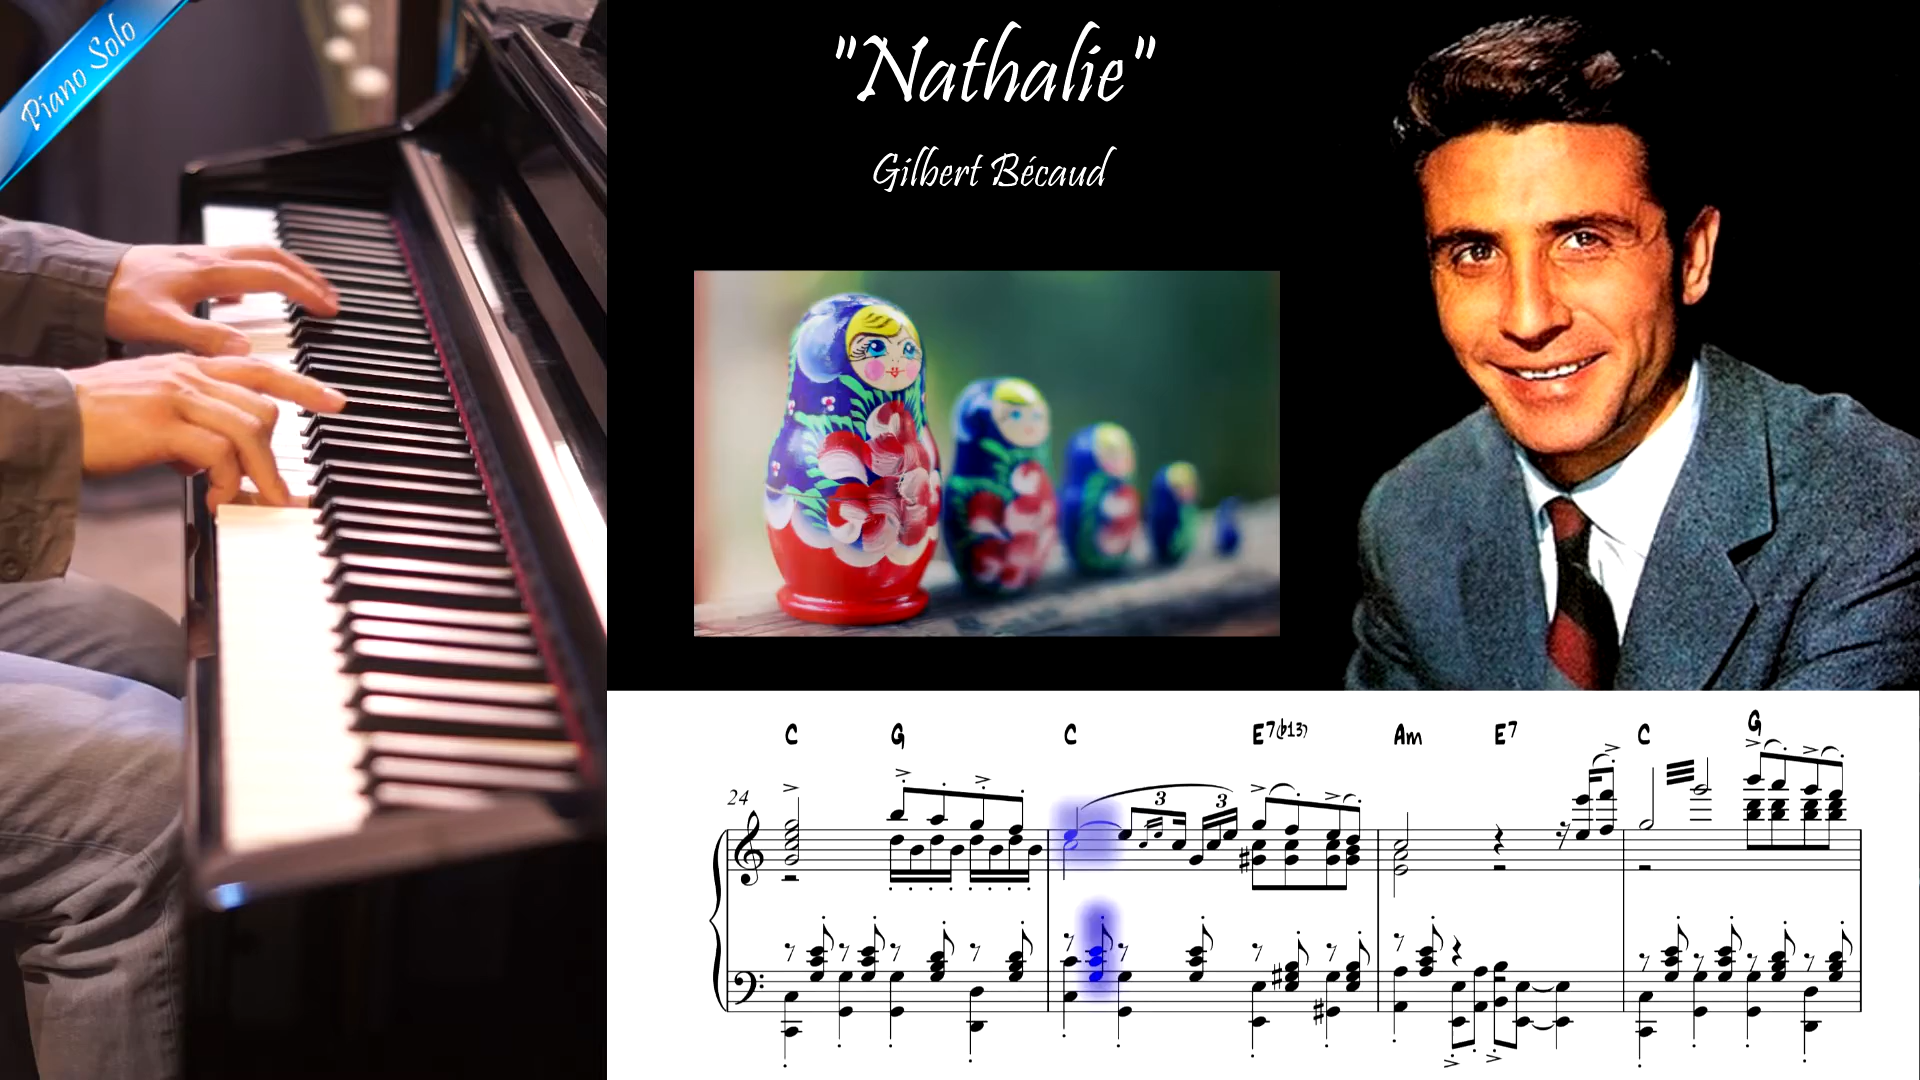 Piano Solo
"Nathalie"
Gilbert Bécaud
C G C E7(b13) Am E7 C G
24
3 3